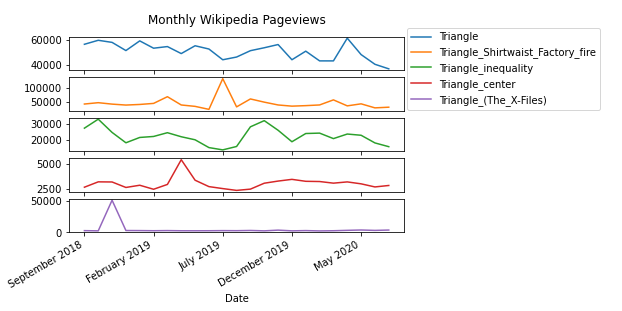 Monthly Wikipedia Pageviews
Triangle
Triangle_Shirtwaist_Factory_fire
Triangle_inequality
Triangle_center
Triangle_(The_X-Files)
60000
40000
100000
50000
30000
20000
5000
2500
50000
0
September 2018
February 2019
July 2019
December 2019
May 2020
Date